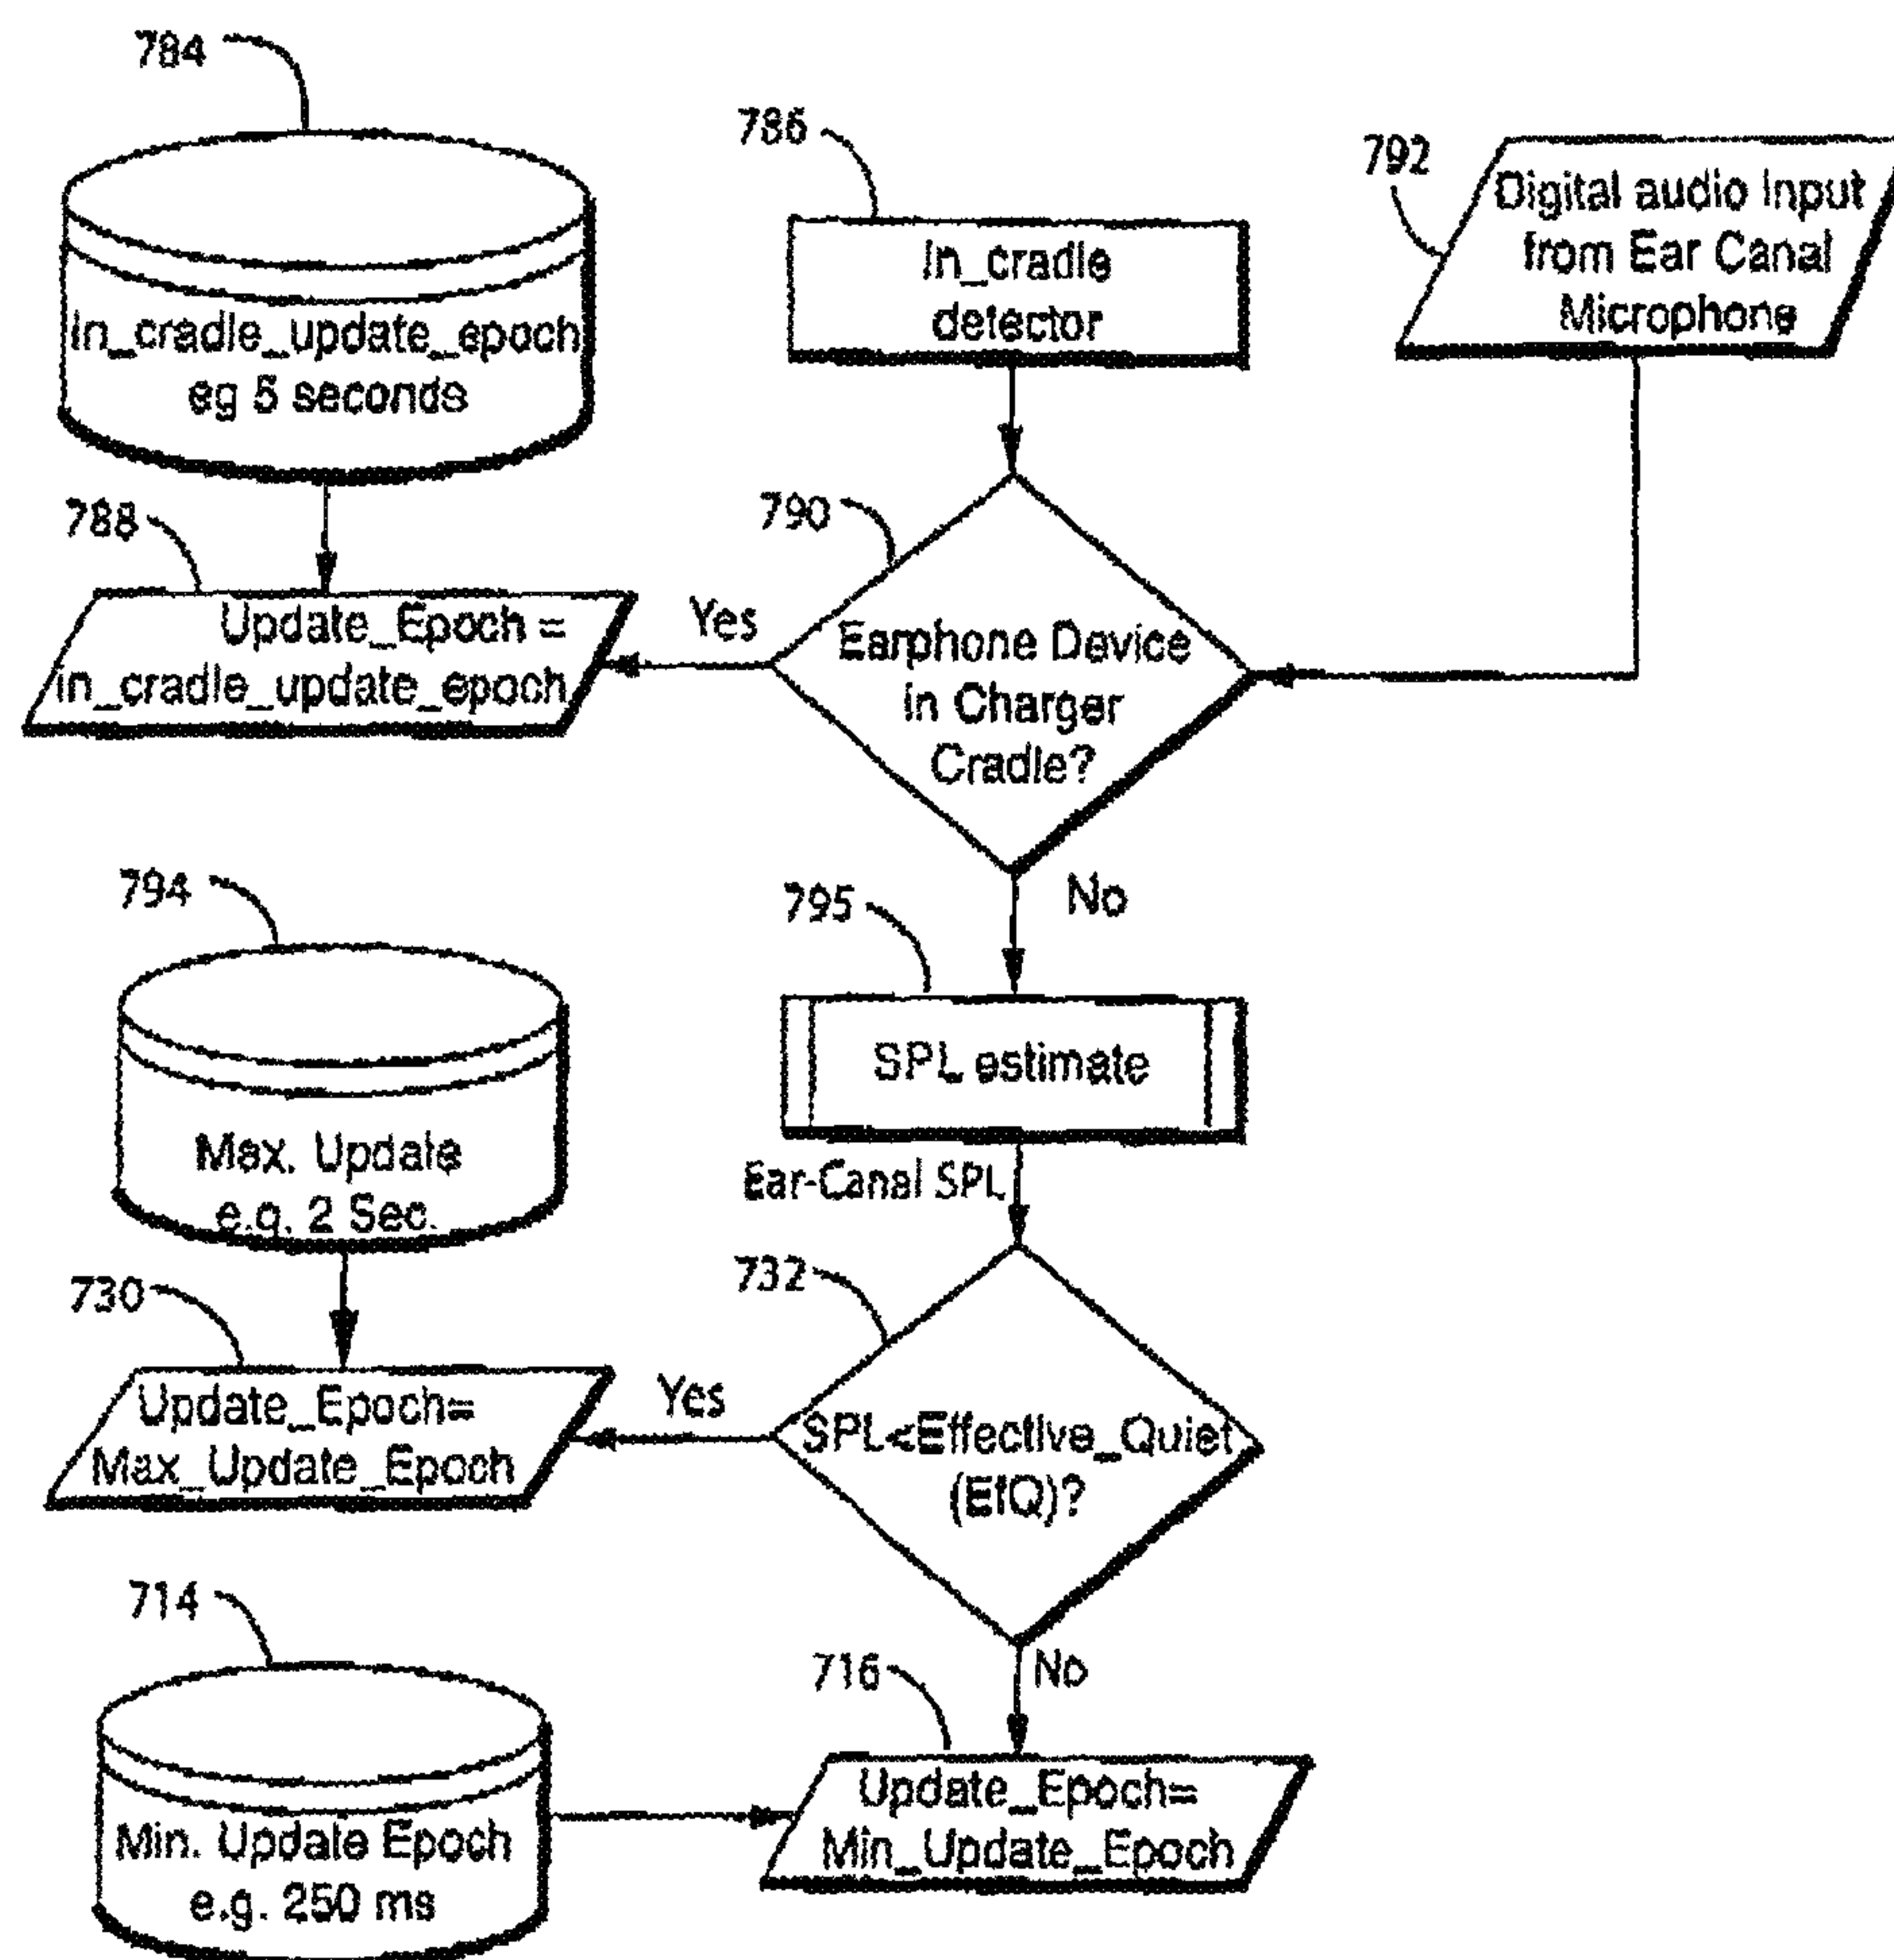 784
In_cradle_update_epoch
eg 5 seconds
786
In_cradle
detector
792
Digital audio Input
from Ear Canal
Microphone
788
Update_Epoch =
in_cradle_update_epoch
Yes
790
Earphone Device
in Charger
Cradle?
No
794
Max. Update
e.g. 2 Sec.
795
SPL estimate
Ear-Canal SPL
730
Update_Epoch=
Max_Update_Epoch
Yes
732
SPL<Effective_Quiet
(EfQ)?
No
714
Min. Update Epoch
e.g. 250 ms
716
Update_Epoch=
Min_Update_Epoch